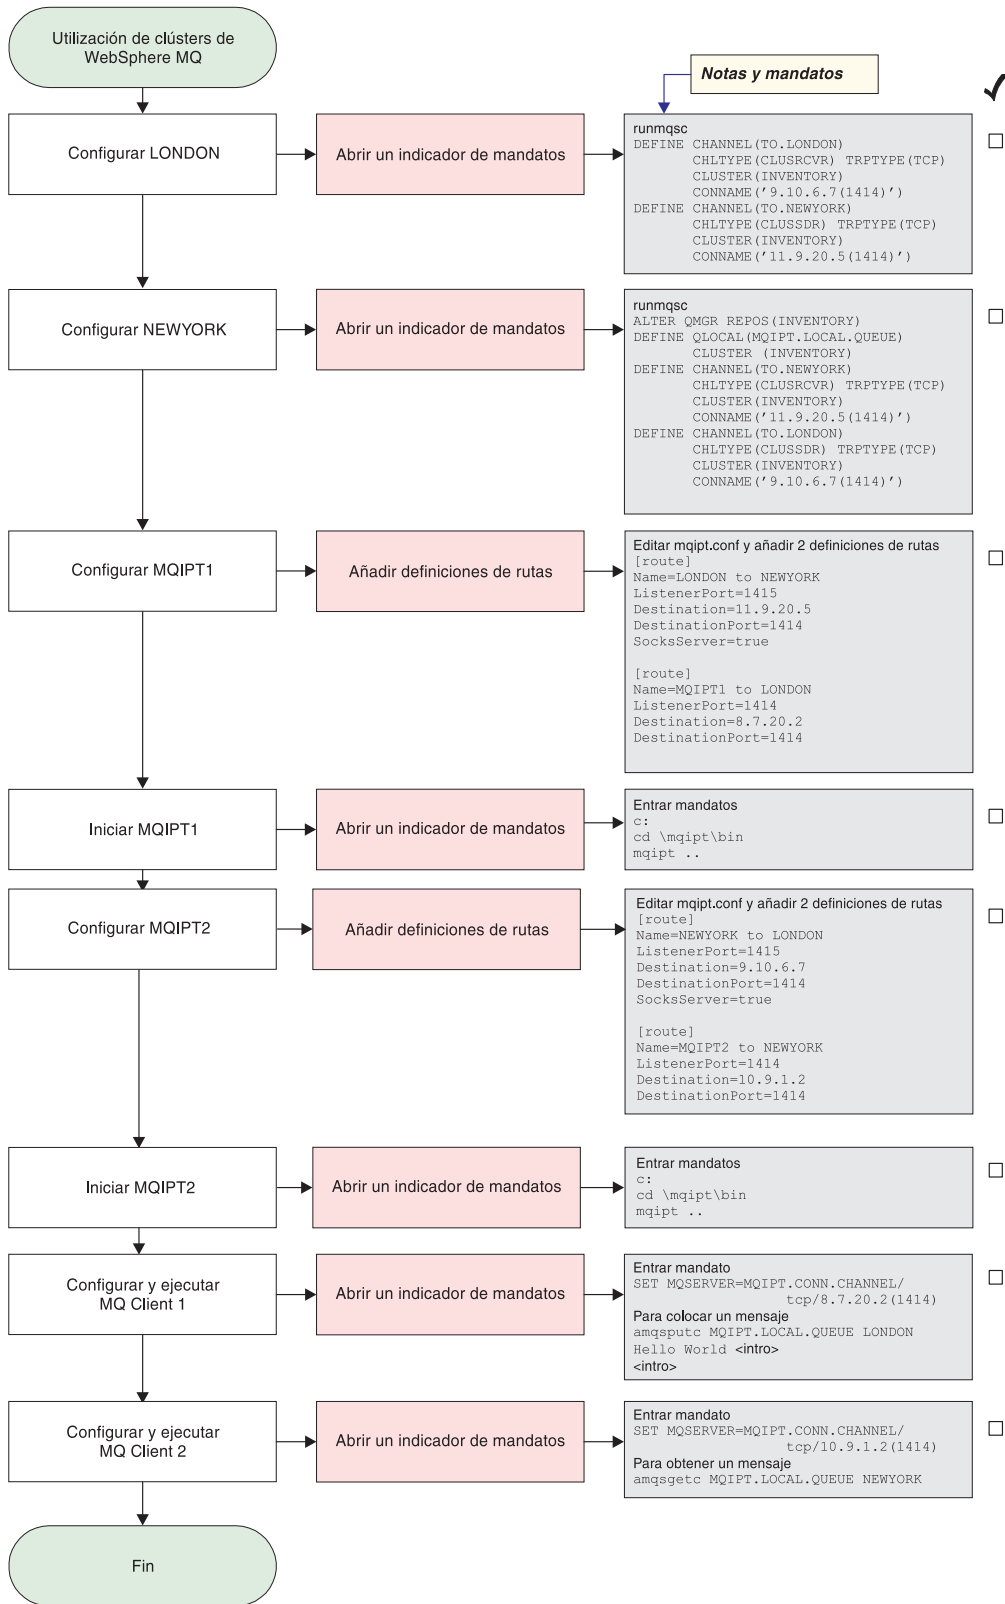 Utilización de clústers de
WebSphere MQ
Notas y mandatos
Configurar LONDON
Abrir un indicador de mandatos
runmqsc
DEFINE CHANNEL(TO.LONDON)
CHLTYPE(CLUSRCVR) TRPTYPE(TCP)
CLUSTER(INVENTORY)
CONNAME('9.10.6.7(1414)')
DEFINE CHANNEL(TO.NEWYORK)
CHLTYPE(CLUSSDR) TRPTYPE(TCP)
CLUSTER(INVENTORY)
CONNAME('11.9.20.5(1414)')
Configurar NEWYORK
Abrir un indicador de mandatos
runmqsc
ALTER QMGR REPOS(INVENTORY)
DEFINE QLOCAL(MQIPT.LOCAL.QUEUE)
CLUSTER (INVENTORY)
DEFINE CHANNEL(TO.NEWYORK)
CHLTYPE(CLUSRCVR) TRPTYPE(TCP)
CLUSTER(INVENTORY)
CONNAME('11.9.20.5(1414)')
DEFINE CHANNEL(TO.LONDON)
CHLTYPE(CLUSSDR) TRPTYPE(TCP)
CLUSTER(INVENTORY)
CONNAME('9.10.6.7(1414)')
Configurar MQIPT1
Añadir definiciones de rutas
Editar mqipt.conf y añadir 2 definiciones de rutas
[route]
Name=LONDON to NEWYORK
ListenerPort=1415
Destination=11.9.20.5
DestinationPort=1414
SocksServer=true
[route]
Name=MQIPT1 to LONDON
ListenerPort=1414
Destination=8.7.20.2
DestinationPort=1414
Iniciar MQIPT1
Abrir un indicador de mandatos
Entrar mandatos
c:
cd \mqipt\bin
mqipt ..
Configurar MQIPT2
Añadir definiciones de rutas
Editar mqipt.conf y añadir 2 definiciones de rutas
[route]
Name=NEWYORK to LONDON
ListenerPort=1415
Destination=9.10.6.7
DestinationPort=1414
SocksServer=true
[route]
Name=MQIPT2 to NEWYORK
ListenerPort=1414
Destination=10.9.1.2
DestinationPort=1414
Iniciar MQIPT2
Abrir un indicador de mandatos
Entrar mandatos
c:
cd \mqipt\bin
mqipt ..
Configurar y ejecutar
MQ Client 1
Abrir un indicador de mandatos
Entrar mandato
SET MQSERVER=MQIPT.CONN.CHANNEL/
tcp/8.7.20.2(1414)
Para colocar un mensaje
amqsputc MQIPT.LOCAL.QUEUE LONDON
Hello World <intro>
<intro>
Configurar y ejecutar
MQ Client 2
Abrir un indicador de mandatos
Entrar mandato
SET MQSERVER=MQIPT.CONN.CHANNEL/
tcp/10.9.1.2(1414)
Para obtener un mensaje
amqsgetc MQIPT.LOCAL.QUEUE NEWYORK
Fin